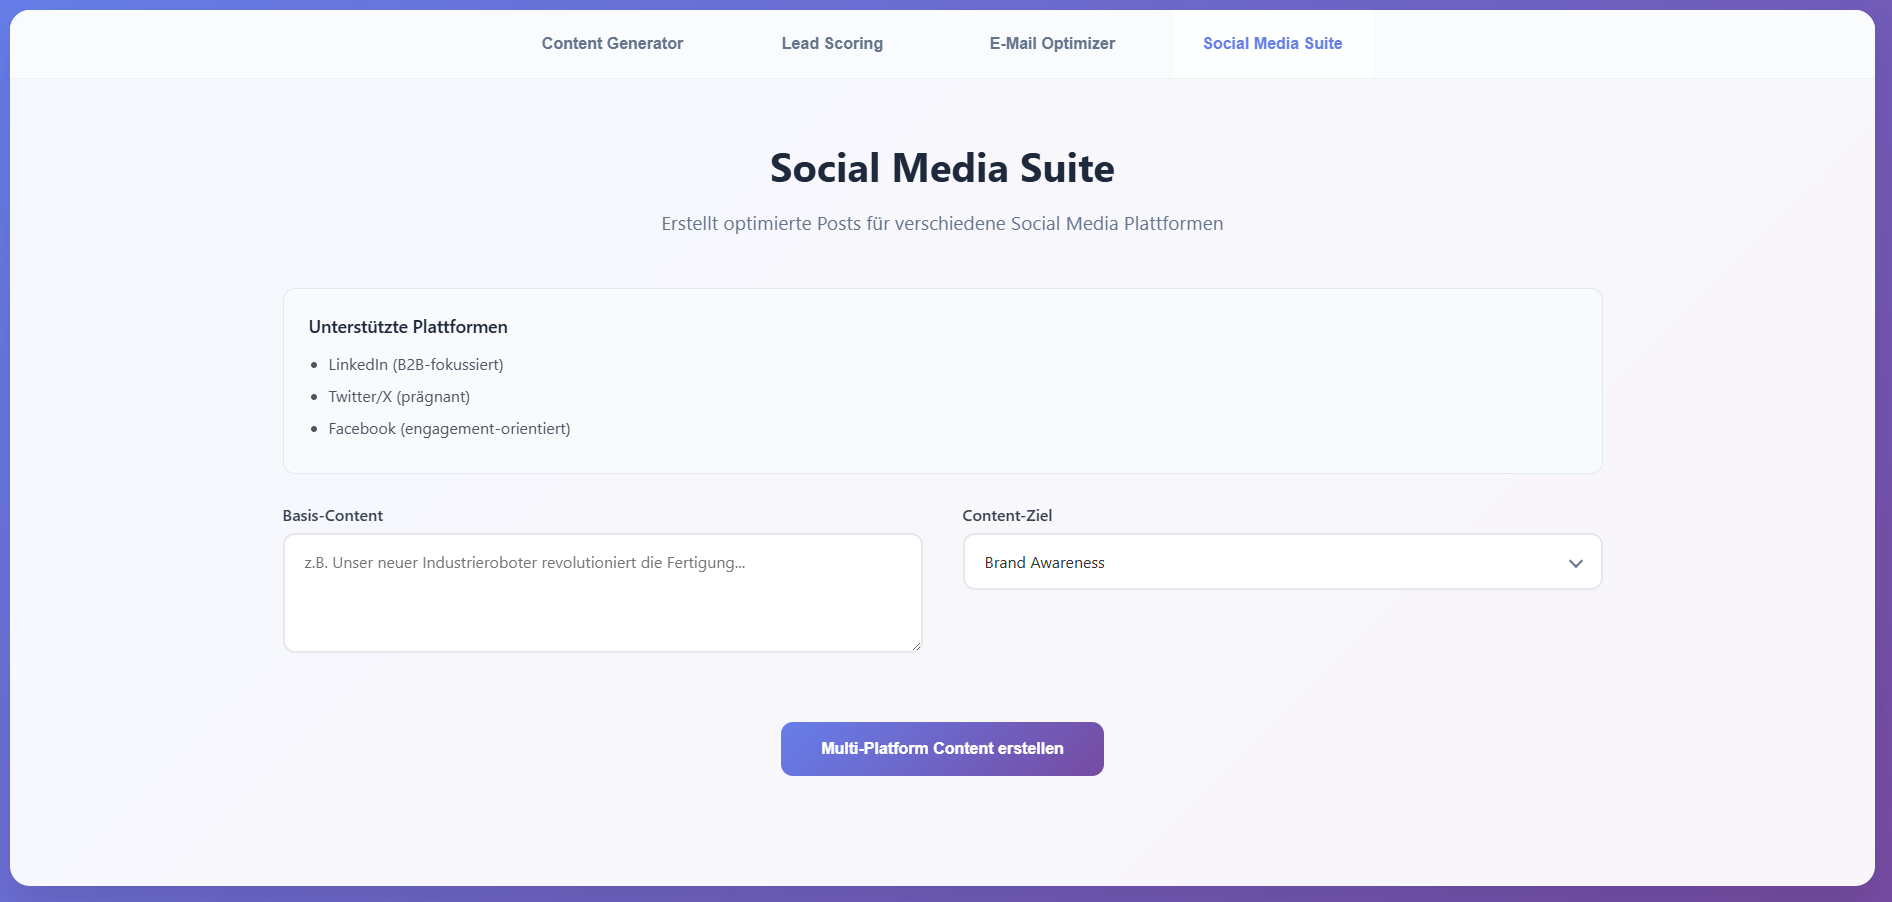 Content Generator
Lead Scoring
E-Mail Optimizer
Social Media Suite
Social Media Suite
Erstellt optimierte Posts für verschiedene Social Media Plattformen
Unterstützte Plattformen
LinkedIn (B2B-fokussiert)
Twitter/X (prägnant)
Facebook (engagement-orientiert)
Basis-Content
z.B. Unser neuer Industrieroboter revolutioniert die Fertigung...
Content-Ziel
Brand Awareness
Multi-Platform Content erstellen